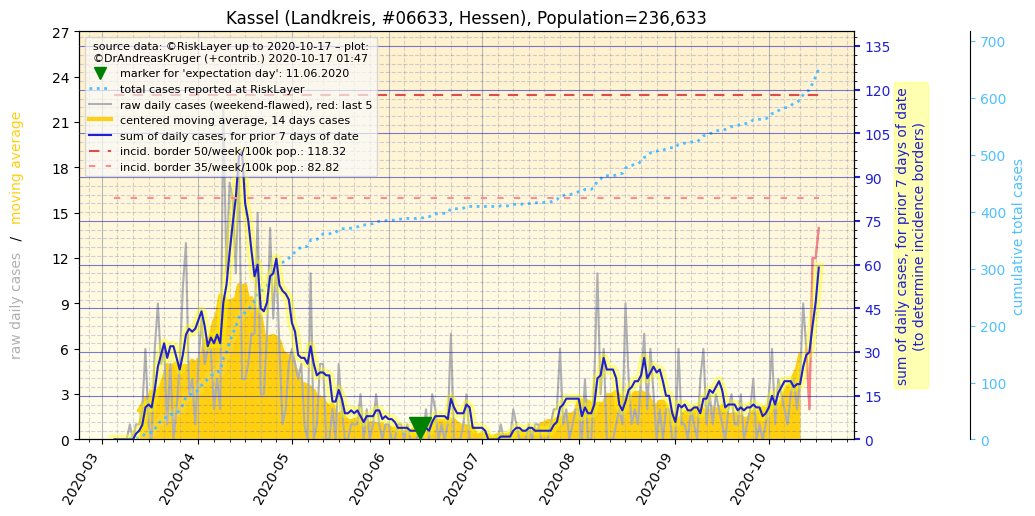 Kassel (Landkreis, #06633, Hessen), Population=236,633
source data: ©RiskLayer up to 2020-10-17 – plot:
©DrAndreasKruger (+contrib.) 2020-10-17 01:47
marker for 'expectation day': 11.06.2020
total cases reported at RiskLayer
raw daily cases (weekend-flawed), red: last 5
centered moving average, 14 days cases
sum of daily cases, for prior 7 days of date
incid. border 50/week/100k pop.: 118.32
incid. border 35/week/100k pop.: 82.82
raw daily cases / moving average
27
24
21
18
15
12
9
6
3
0
2020-03
2020-04
2020-05
2020-06
2020-07
2020-08
2020-09
2020-10
135
120
105
90
75
60
45
30
15
0
sum of daily cases, for prior 7 days of date
(to determine incidence borders)
700
600
500
400
300
200
100
0
cumulative total cases